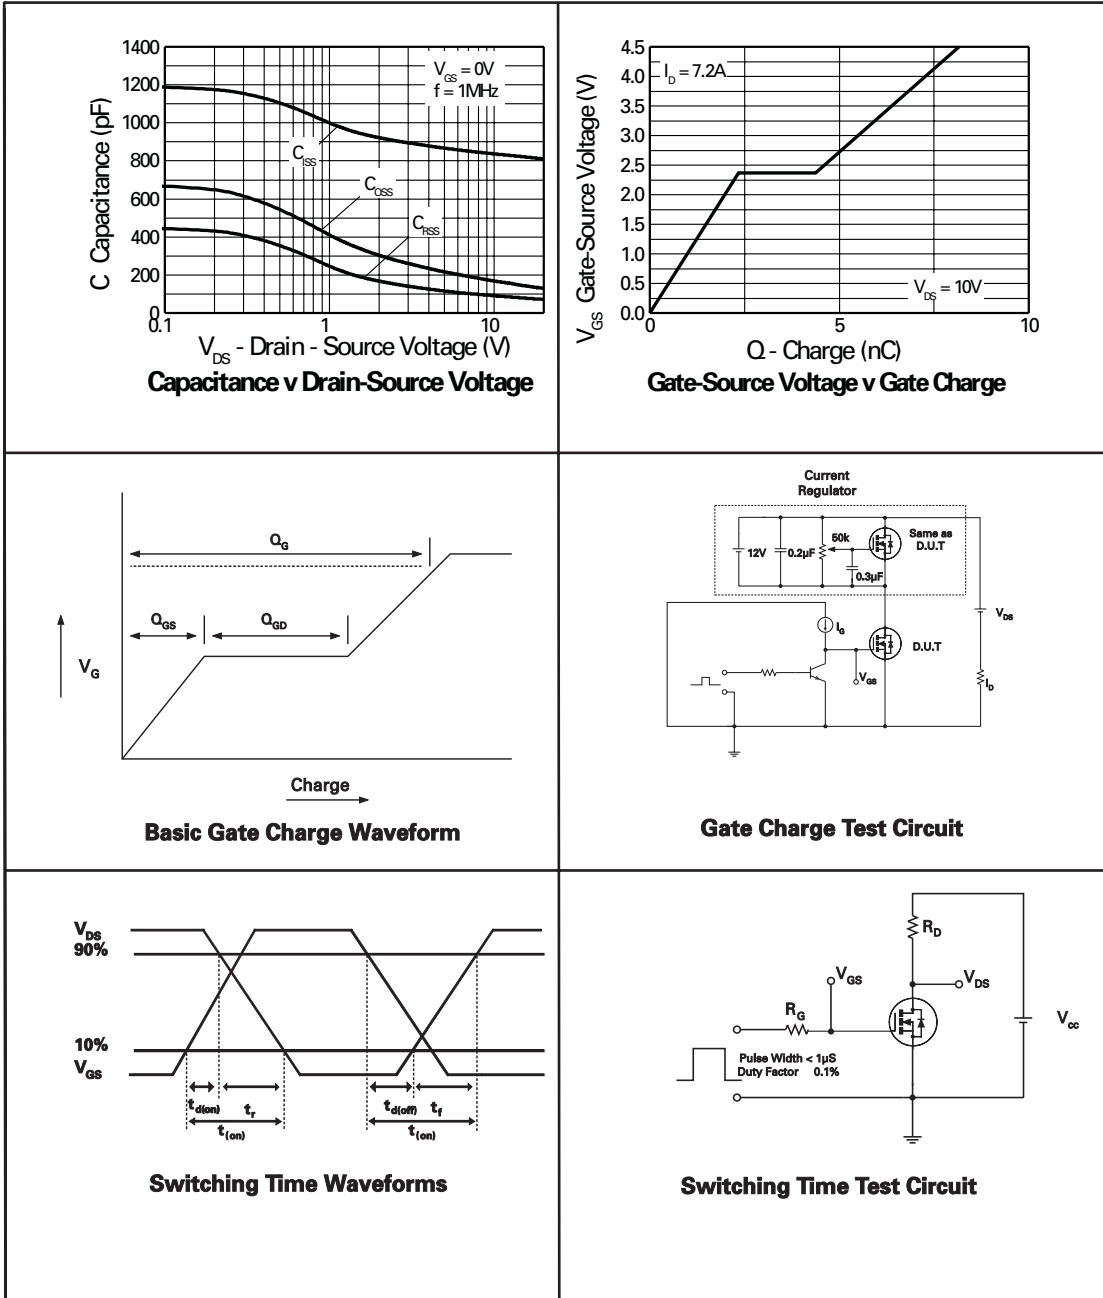 1400
1200
1000
800
600
400
200
0
C Capacitance (pF)
V_GS = 0V
f = 1MHz
C_ISS
C_OSS
C_RSS
0.1 1 10
V_DS - Drain - Source Voltage (V)
Capacitance v Drain-Source Voltage
4.5
4.0
3.5
3.0
2.5
2.0
1.5
1.0
0.5
0.0
V_GS Gate-Source Voltage (V)
I_D = 7.2A
V_DS = 10V
0 5 10
Q - Charge (nC)
Gate-Source Voltage v Gate Charge
Q_G
Q_GS
Q_GD
V_G
Charge
Basic Gate Charge Waveform
Current
Regulator
12V
0.2µF
50k
0.3µF
Same as
D.U.T
V_DS
I_G
D.U.T
V_GS
I_D
Gate Charge Test Circuit
V_DS
90%
10%
V_GS
t_d(on)
t_r
t_(on)
t_d(off)
t_f
t_(on)
Switching Time Waveforms
R_D
V_GS
V_DS
R_G
V_cc
Pulse Width < 1µS
Duty Factor 0.1%
Switching Time Test Circuit